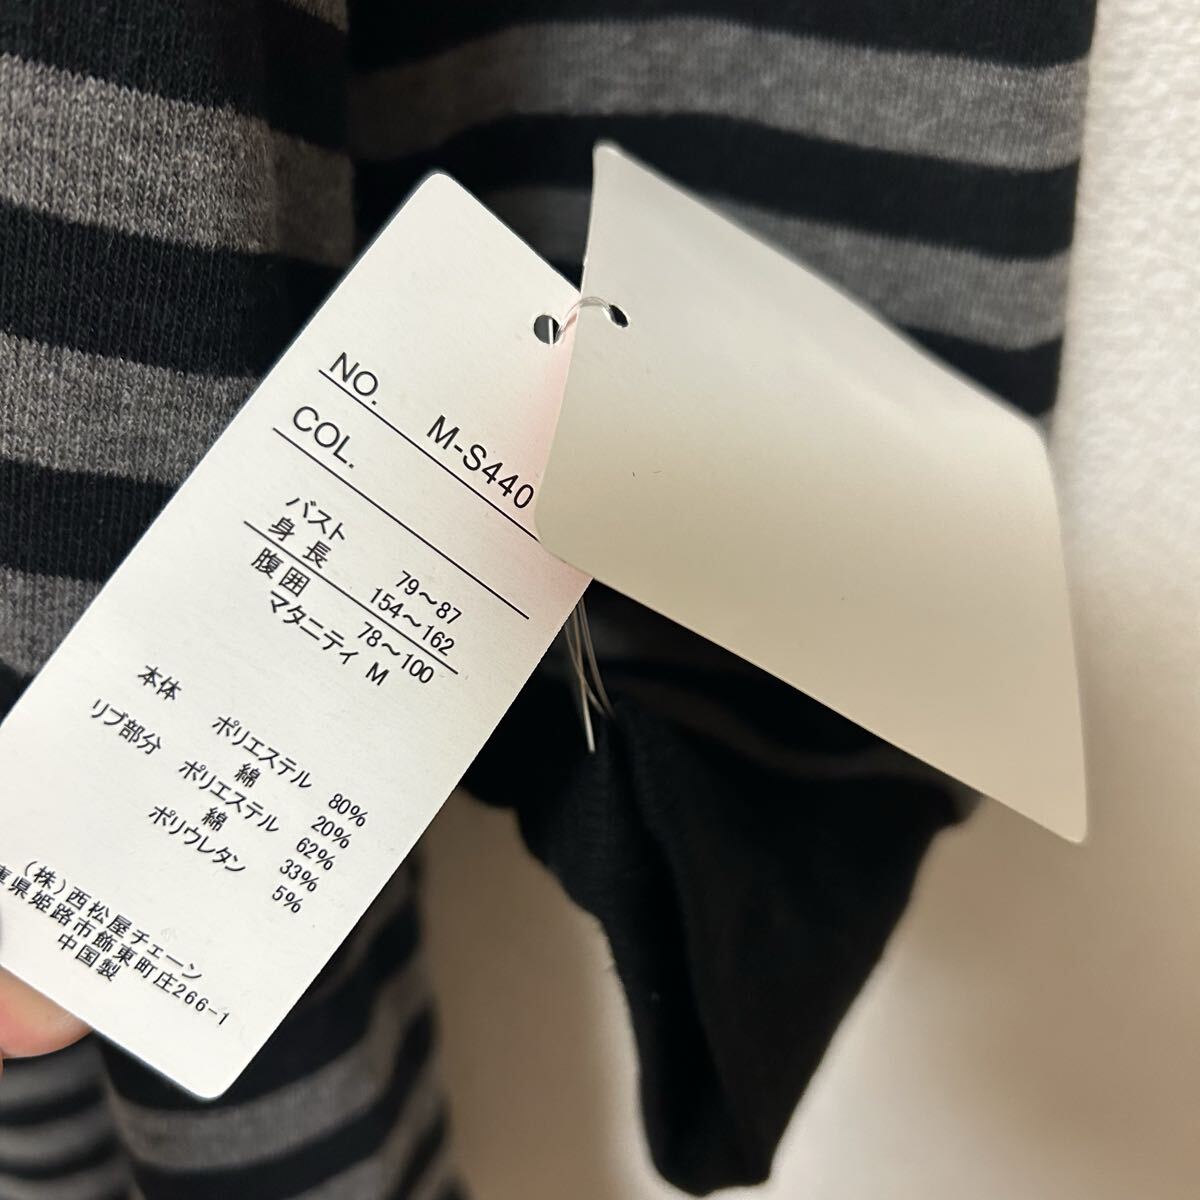 NO. M-S440
COL.
バスト 79～87
身長 154～162
腹囲 78～100
マタニティ M
本体 ポリエステル 80%
綿 20%
リブ部分 ポリエステル 62%
綿 33%
ポリウレタン 5%
(株)西松屋チェーン
庫県姫路市飾東町庄266-1
中国製